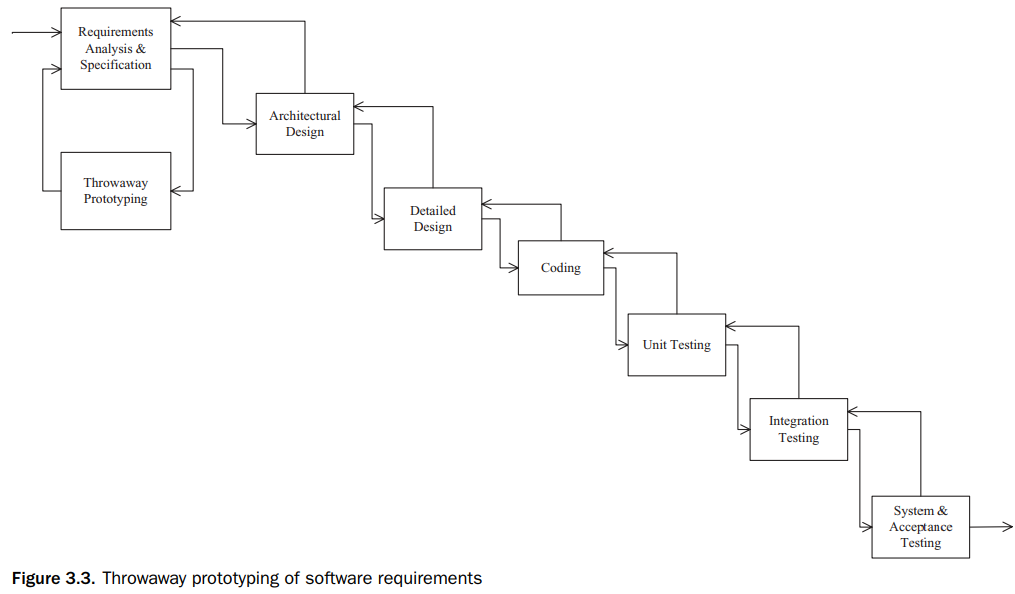 Requirements
Analysis &
Specification
Architectural
Design
Throwaway
Prototyping
Detailed
Design
Coding
Unit Testing
Integration
Testing
System &
Acceptance
Testing
Figure 3.3. Throwaway prototyping of software requirements